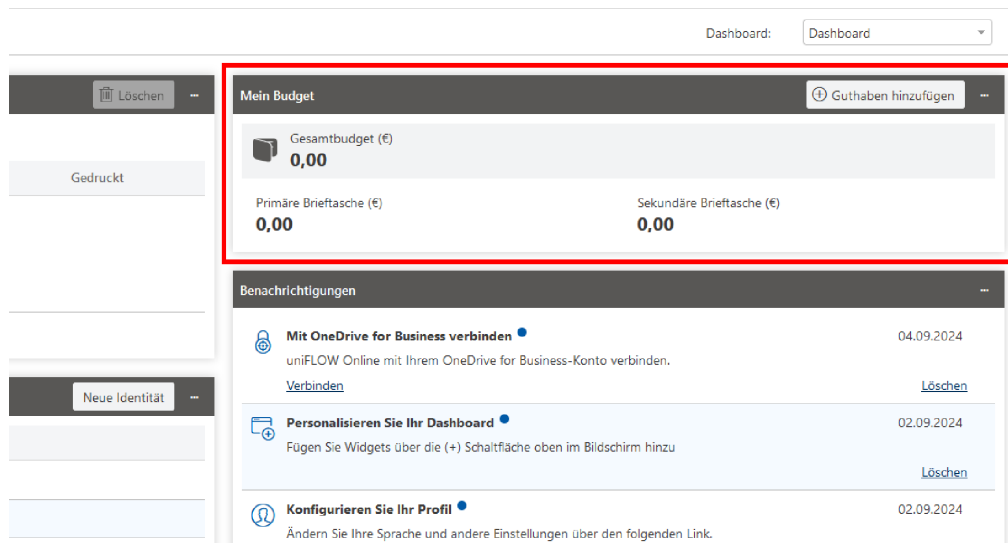 Dashboard: Dashboard
Löschen ...
Gedruckt
Neue Identität ...
Mein Budget Guthaben hinzufügen ...
Gesamtbudget (€)
0,00
Primäre Brieftasche (€) Sekundäre Brieftasche (€)
0,00 0,00
Benachrichtigungen ...
Mit OneDrive for Business verbinden 04.09.2024
uniFLOW Online mit Ihrem OneDrive for Business-Konto verbinden.
Verbinden Löschen
Personalisieren Sie Ihr Dashboard 02.09.2024
Fügen Sie Widgets über die (+) Schaltfläche oben im Bildschirm hinzu
Löschen
Konfigurieren Sie Ihr Profil 02.09.2024
Ändern Sie Ihre Sprache und andere Einstellungen über den folgenden Link.